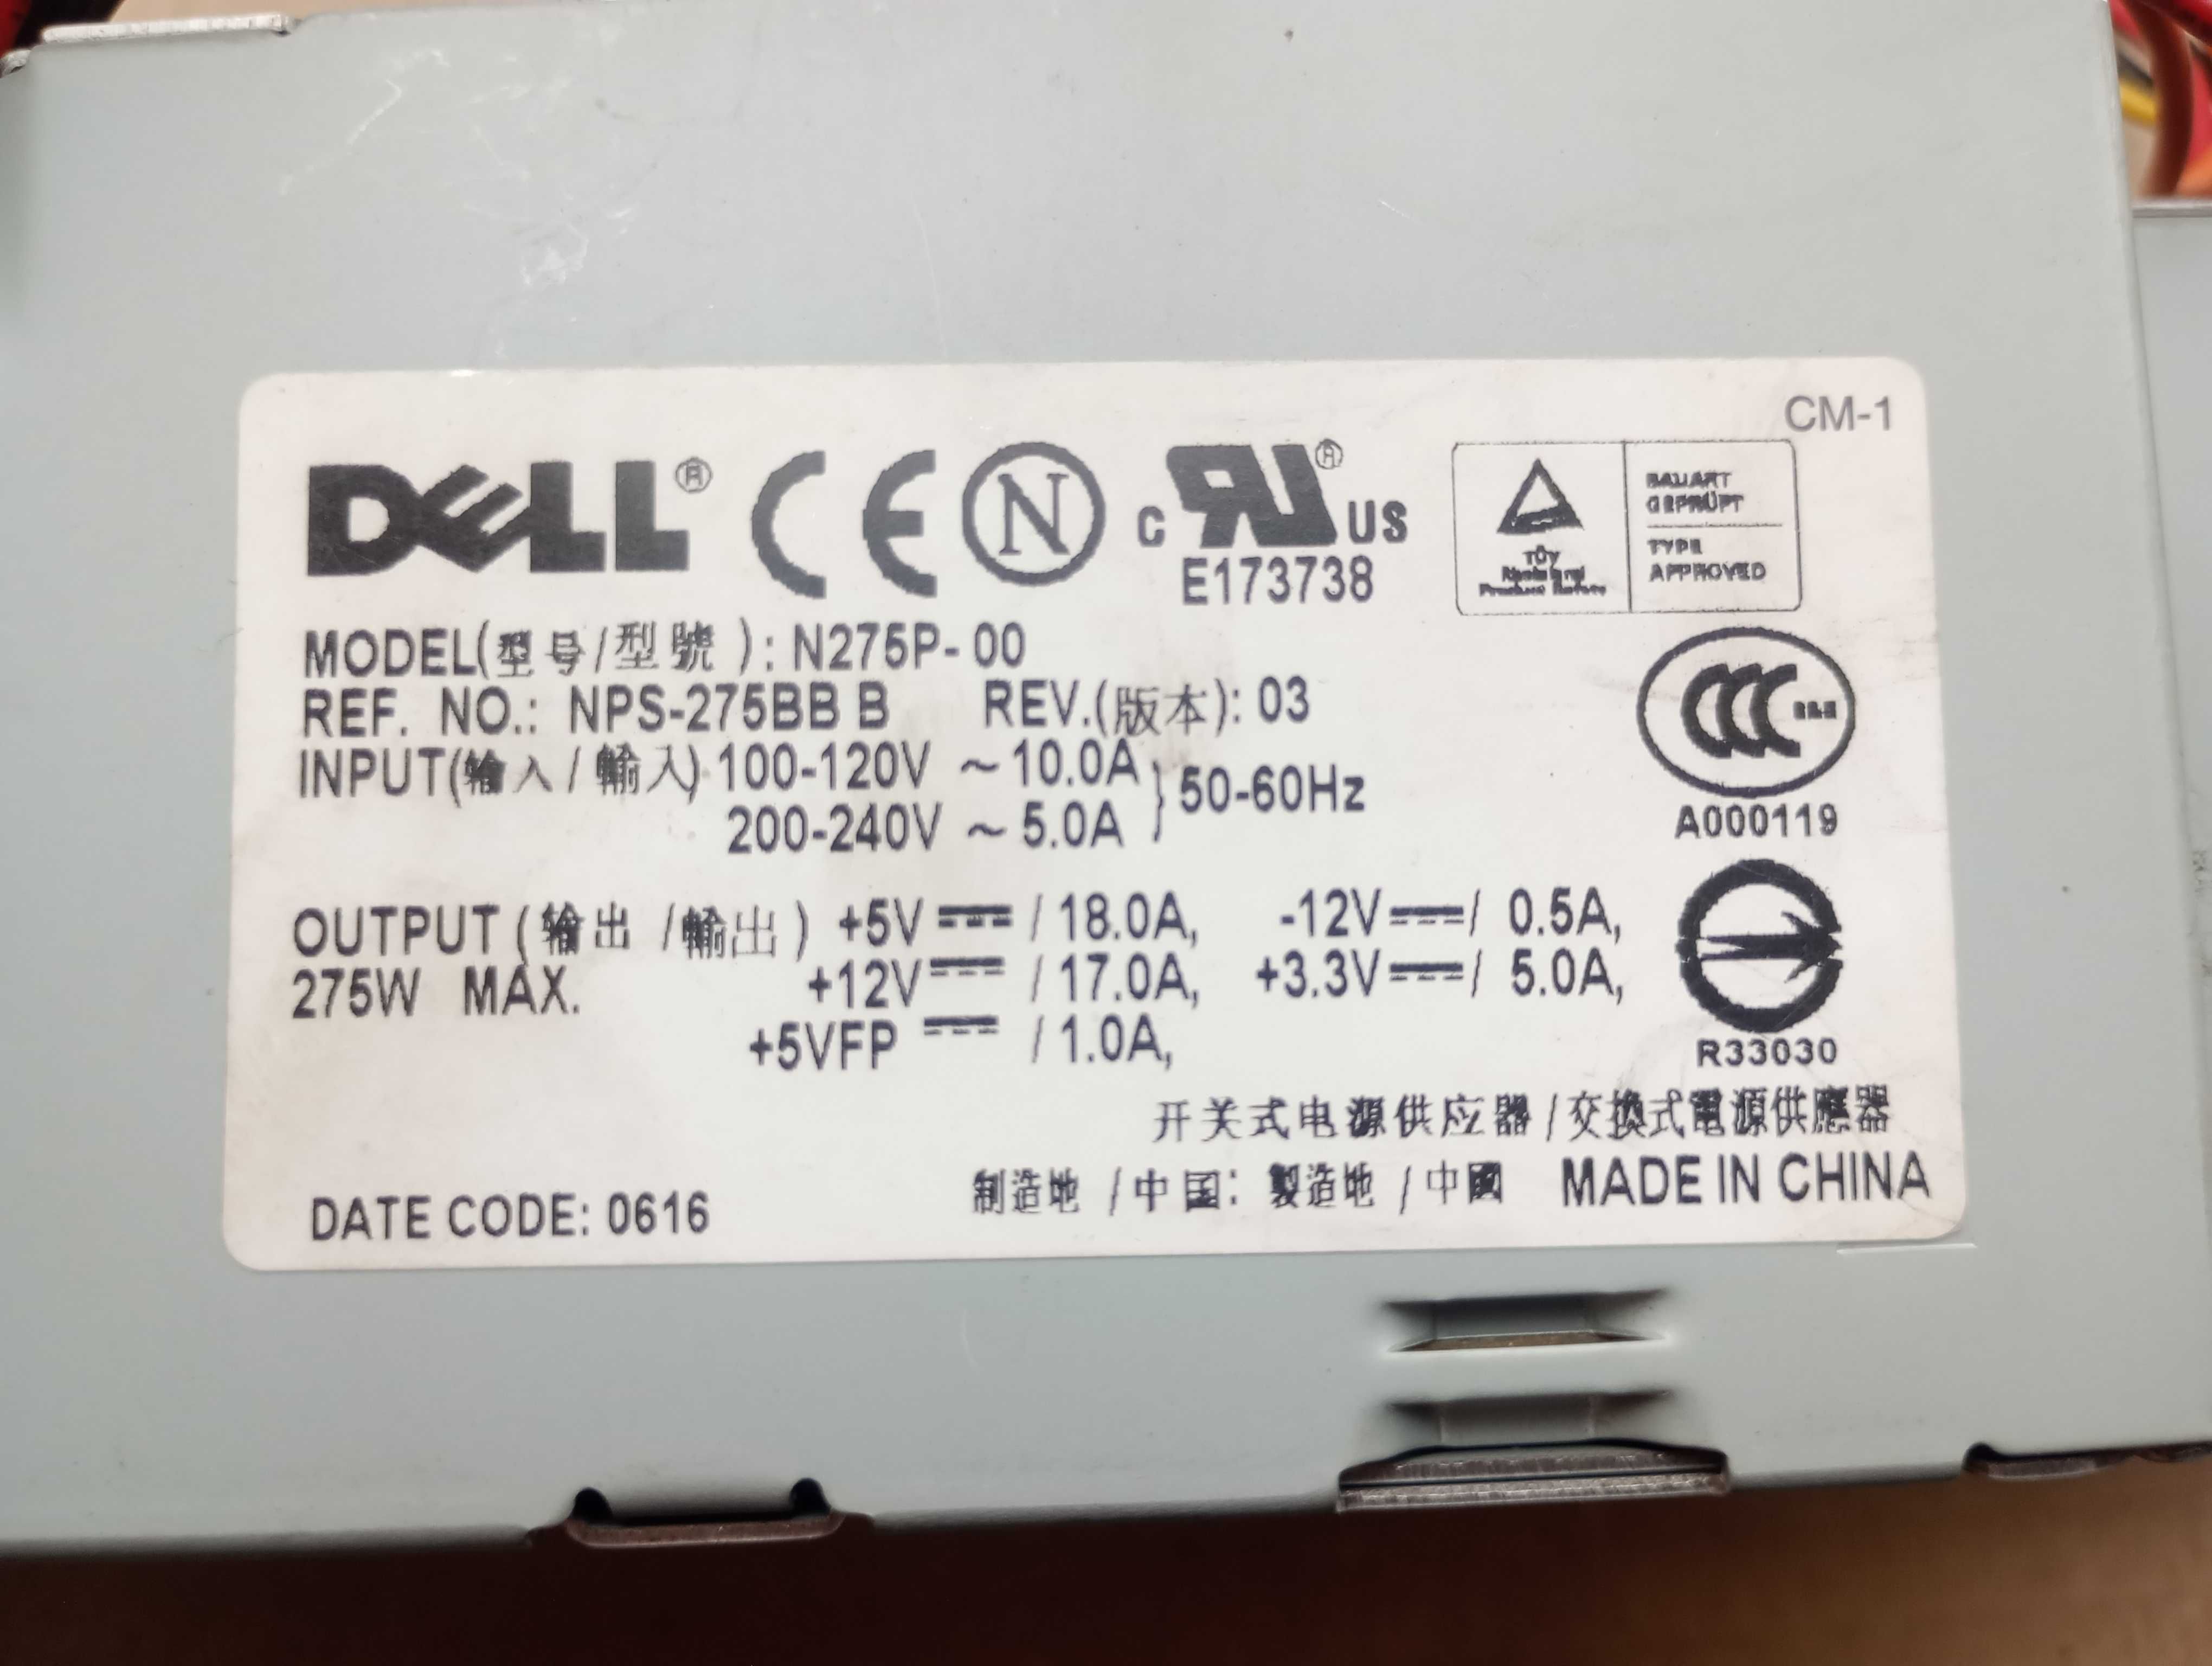 CM-1
DELL® CE N c RU® US
E173738
TÜV
BAUART
GEPRÜFT
TYPE
APPROVED
MODEL(型号/型號): N275P-00
REF. NO.: NPS-275BB B REV.(版本): 03
INPUT(输入/輸入) 100-120V ~ 10.0A
200-240V ~ 5.0A } 50-60Hz
CCC
A000119
OUTPUT (输出/輸出) +5V⎓/ 18.0A, -12V⎓/ 0.5A,
275W MAX. +12V⎓/ 17.0A, +3.3V⎓/ 5.0A,
+5VFP ⎓/ 1.0A,
R33030
开关式电源供应器/交換式電源供應器
制造地/中国: 製造地/中國 MADE IN CHINA
DATE CODE: 0616